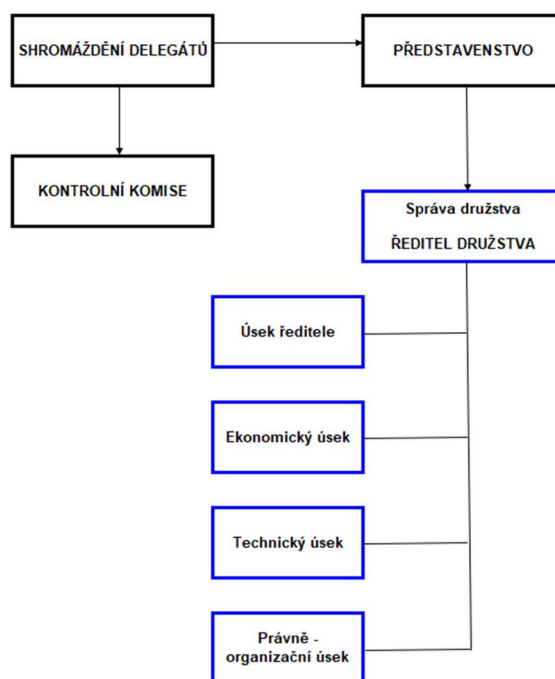 SHROMÁŽDĚNÍ DELEGÁTŮ
PŘEDSTAVENSTVO
KONTROLNÍ KOMISE
Správa družstva
ŘEDITEL DRUŽSTVA
Úsek ředitele
Ekonomický úsek
Technický úsek
Právně -
organizační úsek